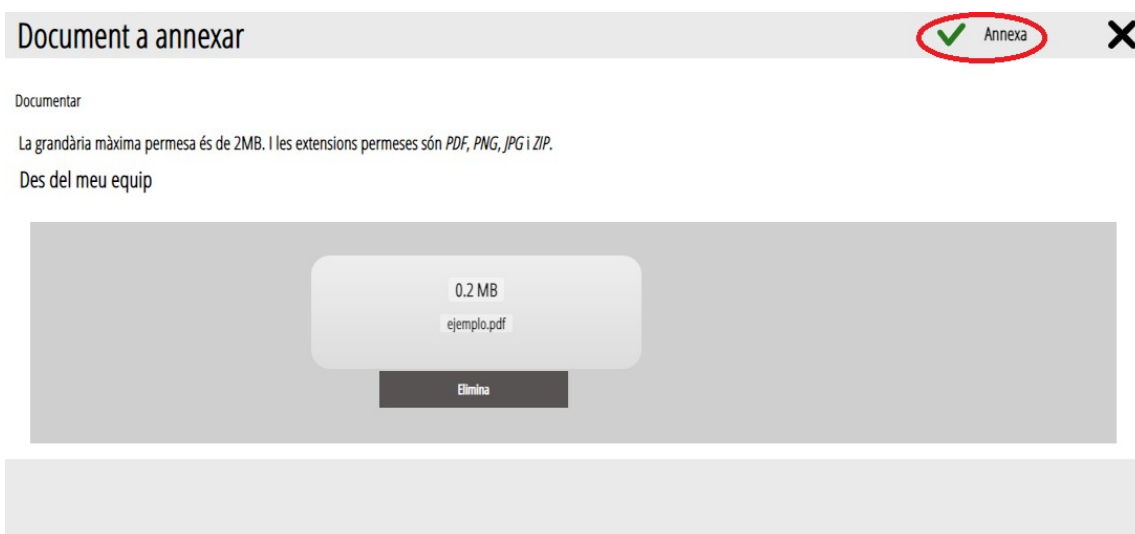 Document a annexar
Annexa
Documentar
La grandària màxima permesa és de 2MB. I les extensions permeses són PDF, PNG, JPG i ZIP.
Des del meu equip
0.2 MB
ejemplo.pdf
Elimina